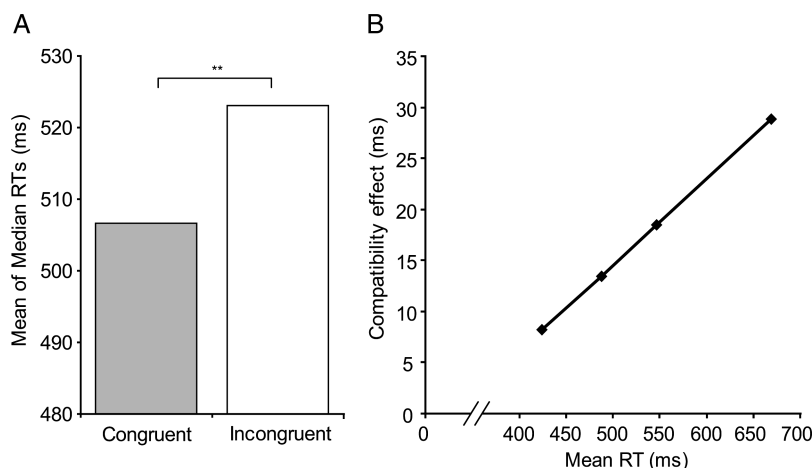 A
Mean of Median RTs (ms)
530
520
510
500
490
480
**
Congruent
Incongruent
B
Compatibility effect (ms)
35
30
25
20
15
10
5
0
0 400 450 500 550 600 650 700
Mean RT (ms)